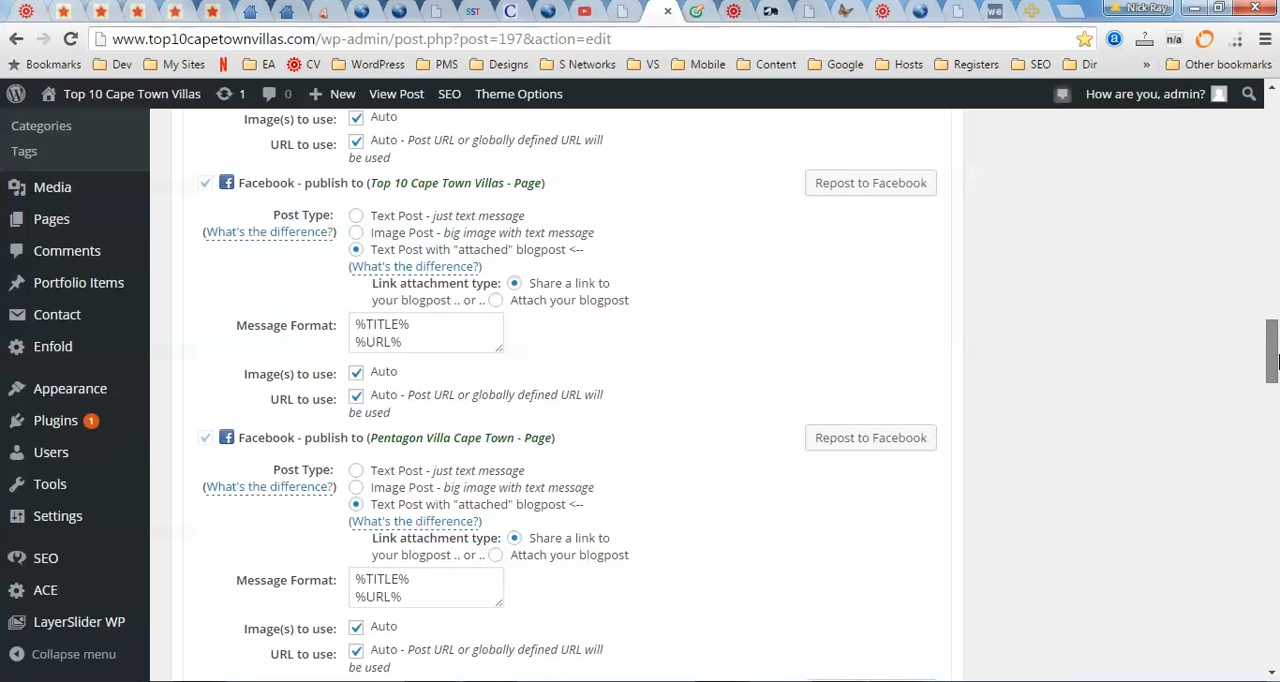 SST
C
we
Nick Ray
www.top10capetownvillas.com/wp-admin/post.php?post=197&action=edit
n/a
Bookmarks Dev My Sites EA CV WordPress PMS Designs S Networks VS Mobile Content Google Hosts Registers SEO Dir » Other bookmarks
Top 10 Cape Town Villas 1 0 New View Post SEO Theme Options How are you, admin?
Categories
Tags
Media
Pages
Comments
Portfolio Items
Contact
Enfold
Appearance
Plugins 1
Users
Tools
Settings
SEO
ACE
LayerSlider WP
Collapse menu
Image(s) to use: Auto
URL to use: Auto - Post URL or globally defined URL will
be used
Facebook - publish to (Top 10 Cape Town Villas - Page) Repost to Facebook
Post Type: Text Post - just text message
(What's the difference?) Image Post - big image with text message
Text Post with "attached" blogpost <--
(What's the difference?)
Link attachment type: Share a link to
your blogpost .. or .. Attach your blogpost
Message Format: %TITLE%
%URL%
Image(s) to use: Auto
URL to use: Auto - Post URL or globally defined URL will
be used
Facebook - publish to (Pentagon Villa Cape Town - Page) Repost to Facebook
Post Type: Text Post - just text message
(What's the difference?) Image Post - big image with text message
Text Post with "attached" blogpost <--
(What's the difference?)
Link attachment type: Share a link to
your blogpost .. or .. Attach your blogpost
Message Format: %TITLE%
%URL%
Image(s) to use: Auto
URL to use: Auto - Post URL or globally defined URL will
be used